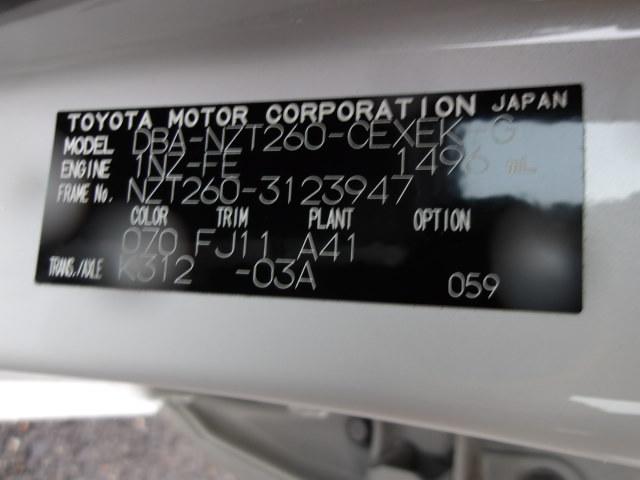 TOYOTA MOTOR CORPORATION JAPAN
MODEL DBA-NZT260-CEXEK-G
ENGINE 1NZ-FE 1496 mL
FRAME No. NZT260-3123947
COLOR TRIM PLANT OPTION
070 FJ11 A41
TRANS./AXLE K312 -03A 059